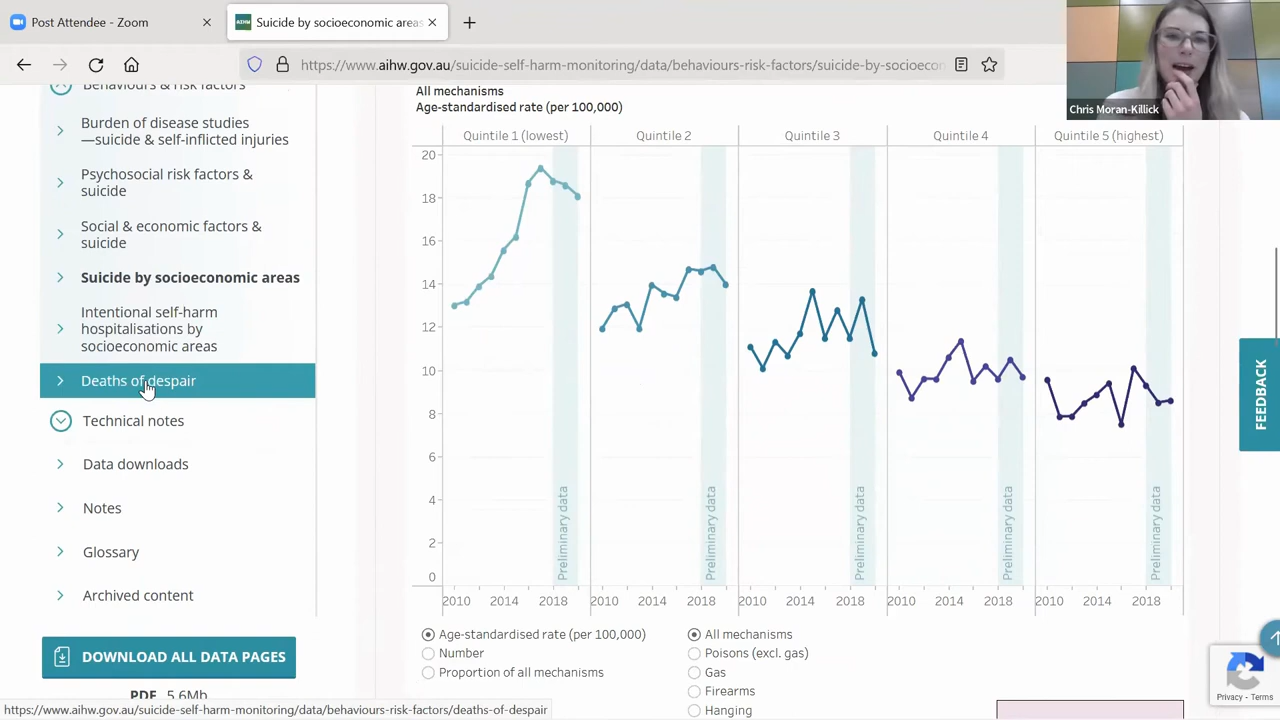 Post Attendee - Zoom
AIHW
Suicide by socioeconomic areas
https://www.aihw.gov.au/suicide-self-harm-monitoring/data/behaviours-risk-factors/suicide-by-socioecon
Chris Moran-Killick
Behaviours & risk factors
Burden of disease studies
—suicide & self-inflicted injuries
Psychosocial risk factors &
suicide
Social & economic factors &
suicide
Suicide by socioeconomic areas
Intentional self-harm
hospitalisations by
socioeconomic areas
Deaths of despair
Technical notes
Data downloads
Notes
Glossary
Archived content
DOWNLOAD ALL DATA PAGES
PDF 5.6Mb
https://www.aihw.gov.au/suicide-self-harm-monitoring/data/behaviours-risk-factors/deaths-of-despair
All mechanisms
Age-standardised rate (per 100,000)
Quintile 1 (lowest) Quintile 2 Quintile 3 Quintile 4 Quintile 5 (highest)
20
18
16
14
12
10
8
6
4
2
0
Preliminary data
Preliminary data
Preliminary data
Preliminary data
Preliminary data
2010 2014 2018 2010 2014 2018 2010 2014 2018 2010 2014 2018 2010 2014 2018
Age-standardised rate (per 100,000)
Number
Proportion of all mechanisms
All mechanisms
Poisons (excl. gas)
Gas
Firearms
Hanging
FEEDBACK
Privacy - Terms